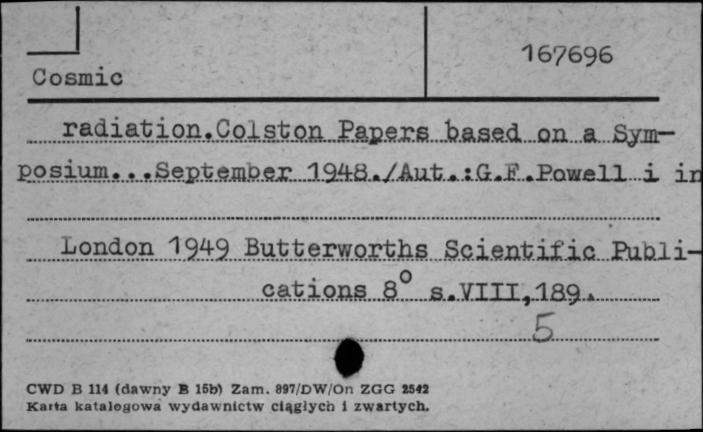 167696
Cosmic
radiation.Colston Papers based on a Sym-
posium...September 1948./Aut.:G.F.Powell i in
London 1949 Butterworths Scientific Publi-
cations 8° s.VIII,189.
5
CWD B 114 (dawny B 15b) Zam. 897/DW/On ZGG 2542
Karta katalogowa wydawnictw ciągłych i zwartych.